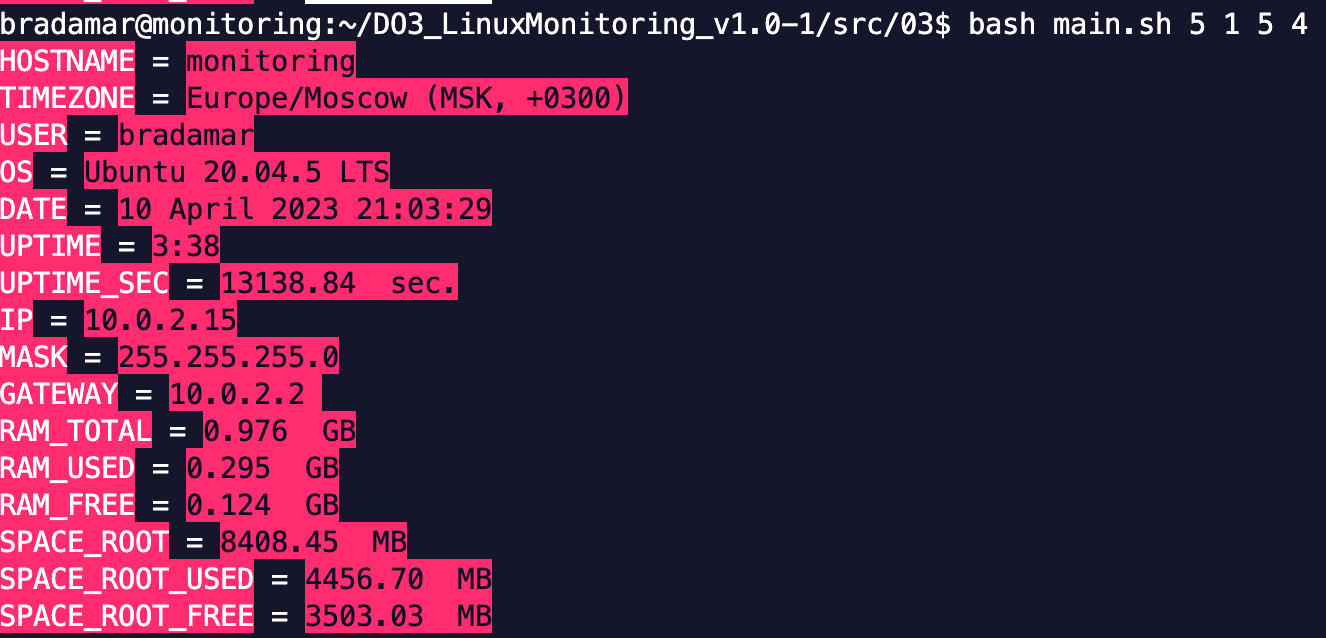 bradamar@monitoring:~/DO3_LinuxMonitoring_v1.0-1/src/03$ bash main.sh 5 1 5 4
HOSTNAME = monitoring
TIMEZONE = Europe/Moscow (MSK, +0300)
USER = bradamar
OS = Ubuntu 20.04.5 LTS
DATE = 10 April 2023 21:03:29
UPTIME = 3:38
UPTIME_SEC = 13138.84  sec.
IP = 10.0.2.15
MASK = 255.255.255.0
GATEWAY = 10.0.2.2
RAM_TOTAL = 0.976  GB
RAM_USED = 0.295  GB
RAM_FREE = 0.124  GB
SPACE_ROOT = 8408.45  MB
SPACE_ROOT_USED = 4456.70  MB
SPACE_ROOT_FREE = 3503.03  MB